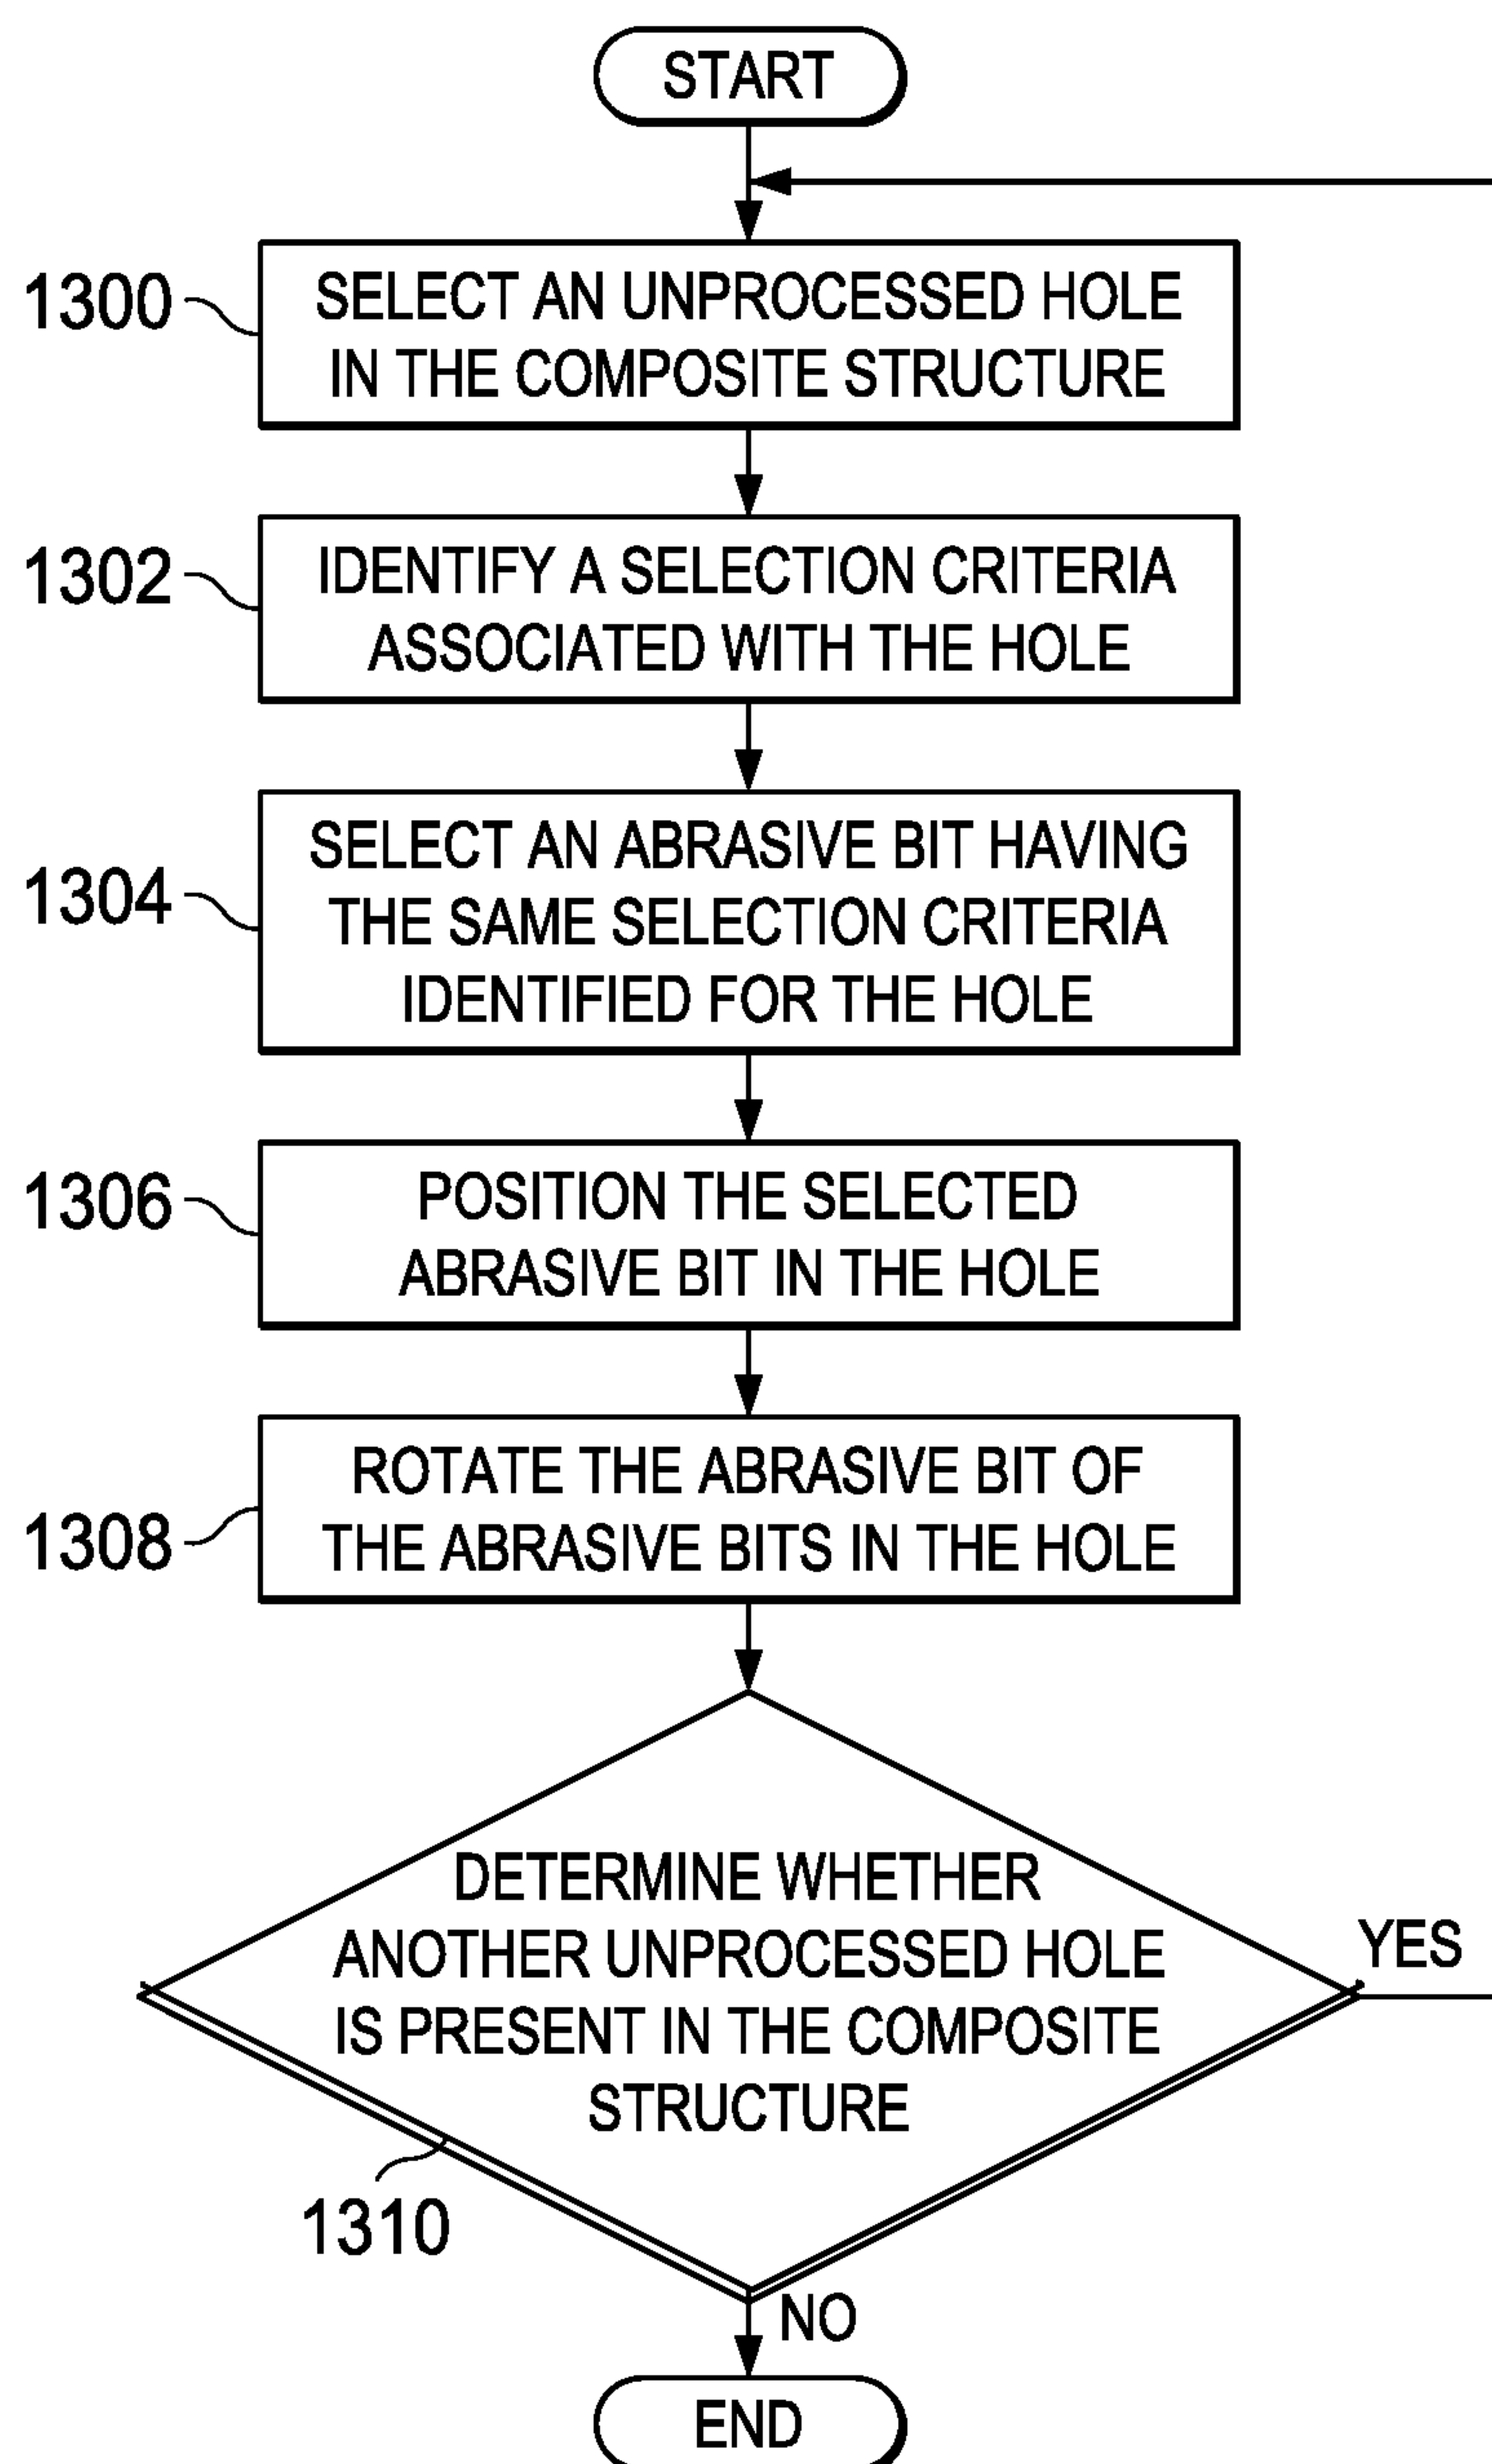 START
1300
SELECT AN UNPROCESSED HOLE
IN THE COMPOSITE STRUCTURE
1302
IDENTIFY A SELECTION CRITERIA
ASSOCIATED WITH THE HOLE
1304
SELECT AN ABRASIVE BIT HAVING
THE SAME SELECTION CRITERIA
IDENTIFIED FOR THE HOLE
1306
POSITION THE SELECTED
ABRASIVE BIT IN THE HOLE
1308
ROTATE THE ABRASIVE BIT OF
THE ABRASIVE BITS IN THE HOLE
DETERMINE WHETHER
ANOTHER UNPROCESSED HOLE
IS PRESENT IN THE COMPOSITE
STRUCTURE
YES
1310
NO
END